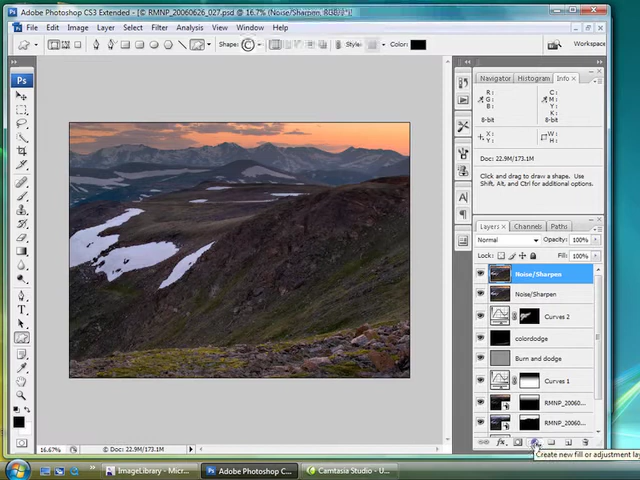 Adobe Photoshop CS3 Extended - [© RMNP_20060626_027.psd @ 16.7% (Noise/Sharpen, RGB/8*)]
File Edit Image Layer Select Filter Analysis View Window Help
Shape: Style: Color: Workspace
Ps
Navigator Histogram Info ×
R: C:
G: M:
B: Y:
K:
8-bit 8-bit
X: W:
Y: H:
Doc: 22.9M/173.1M
Click and drag to draw a shape. Use
Shift, Alt, and Ctrl for additional options.
Layers × Channels Paths
Normal Opacity: 100%
Lock: Fill: 100%
Noise/Sharpen
Noise/Sharpen
Curves 2
colordodge
Burn and dodge
Curves 1
RMNP_20060...
RMNP_20060...
fx
Create new fill or adjustment lay
16.67% Doc: 22.9M/173.1M
ImageLibrary - Micr... Adobe Photoshop C... Camtasia Studio - U...